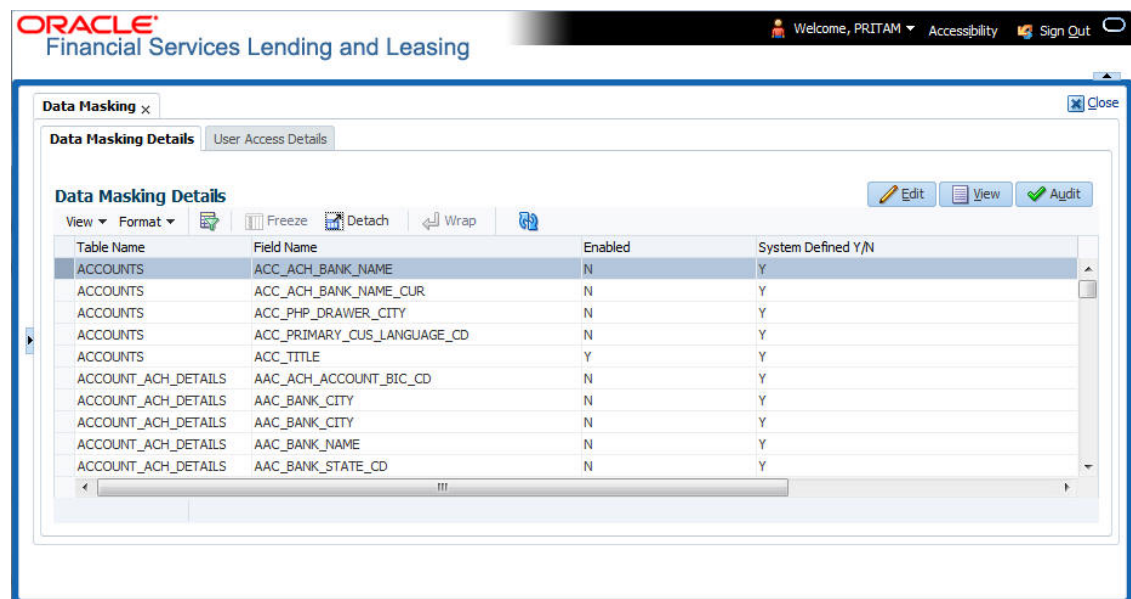 ORACLE
Financial Services Lending and Leasing
Welcome, PRITAM Accessibility Sign Out
Data Masking x
Close
Data Masking Details User Access Details
Data Masking Details
Edit View Audit
View Format Freeze Detach Wrap
Table Name Field Name Enabled System Defined Y/N
ACCOUNTS ACC_ACH_BANK_NAME N Y
ACCOUNTS ACC_ACH_BANK_NAME_CUR N Y
ACCOUNTS ACC_PHP_DRAWER_CITY N Y
ACCOUNTS ACC_PRIMARY_CUS_LANGUAGE_CD N Y
ACCOUNTS ACC_TITLE Y Y
ACCOUNT_ACH_DETAILS AAC_ACH_ACCOUNT_BIC_CD N Y
ACCOUNT_ACH_DETAILS AAC_BANK_CITY N Y
ACCOUNT_ACH_DETAILS AAC_BANK_CITY N Y
ACCOUNT_ACH_DETAILS AAC_BANK_NAME N Y
ACCOUNT_ACH_DETAILS AAC_BANK_STATE_CD N Y